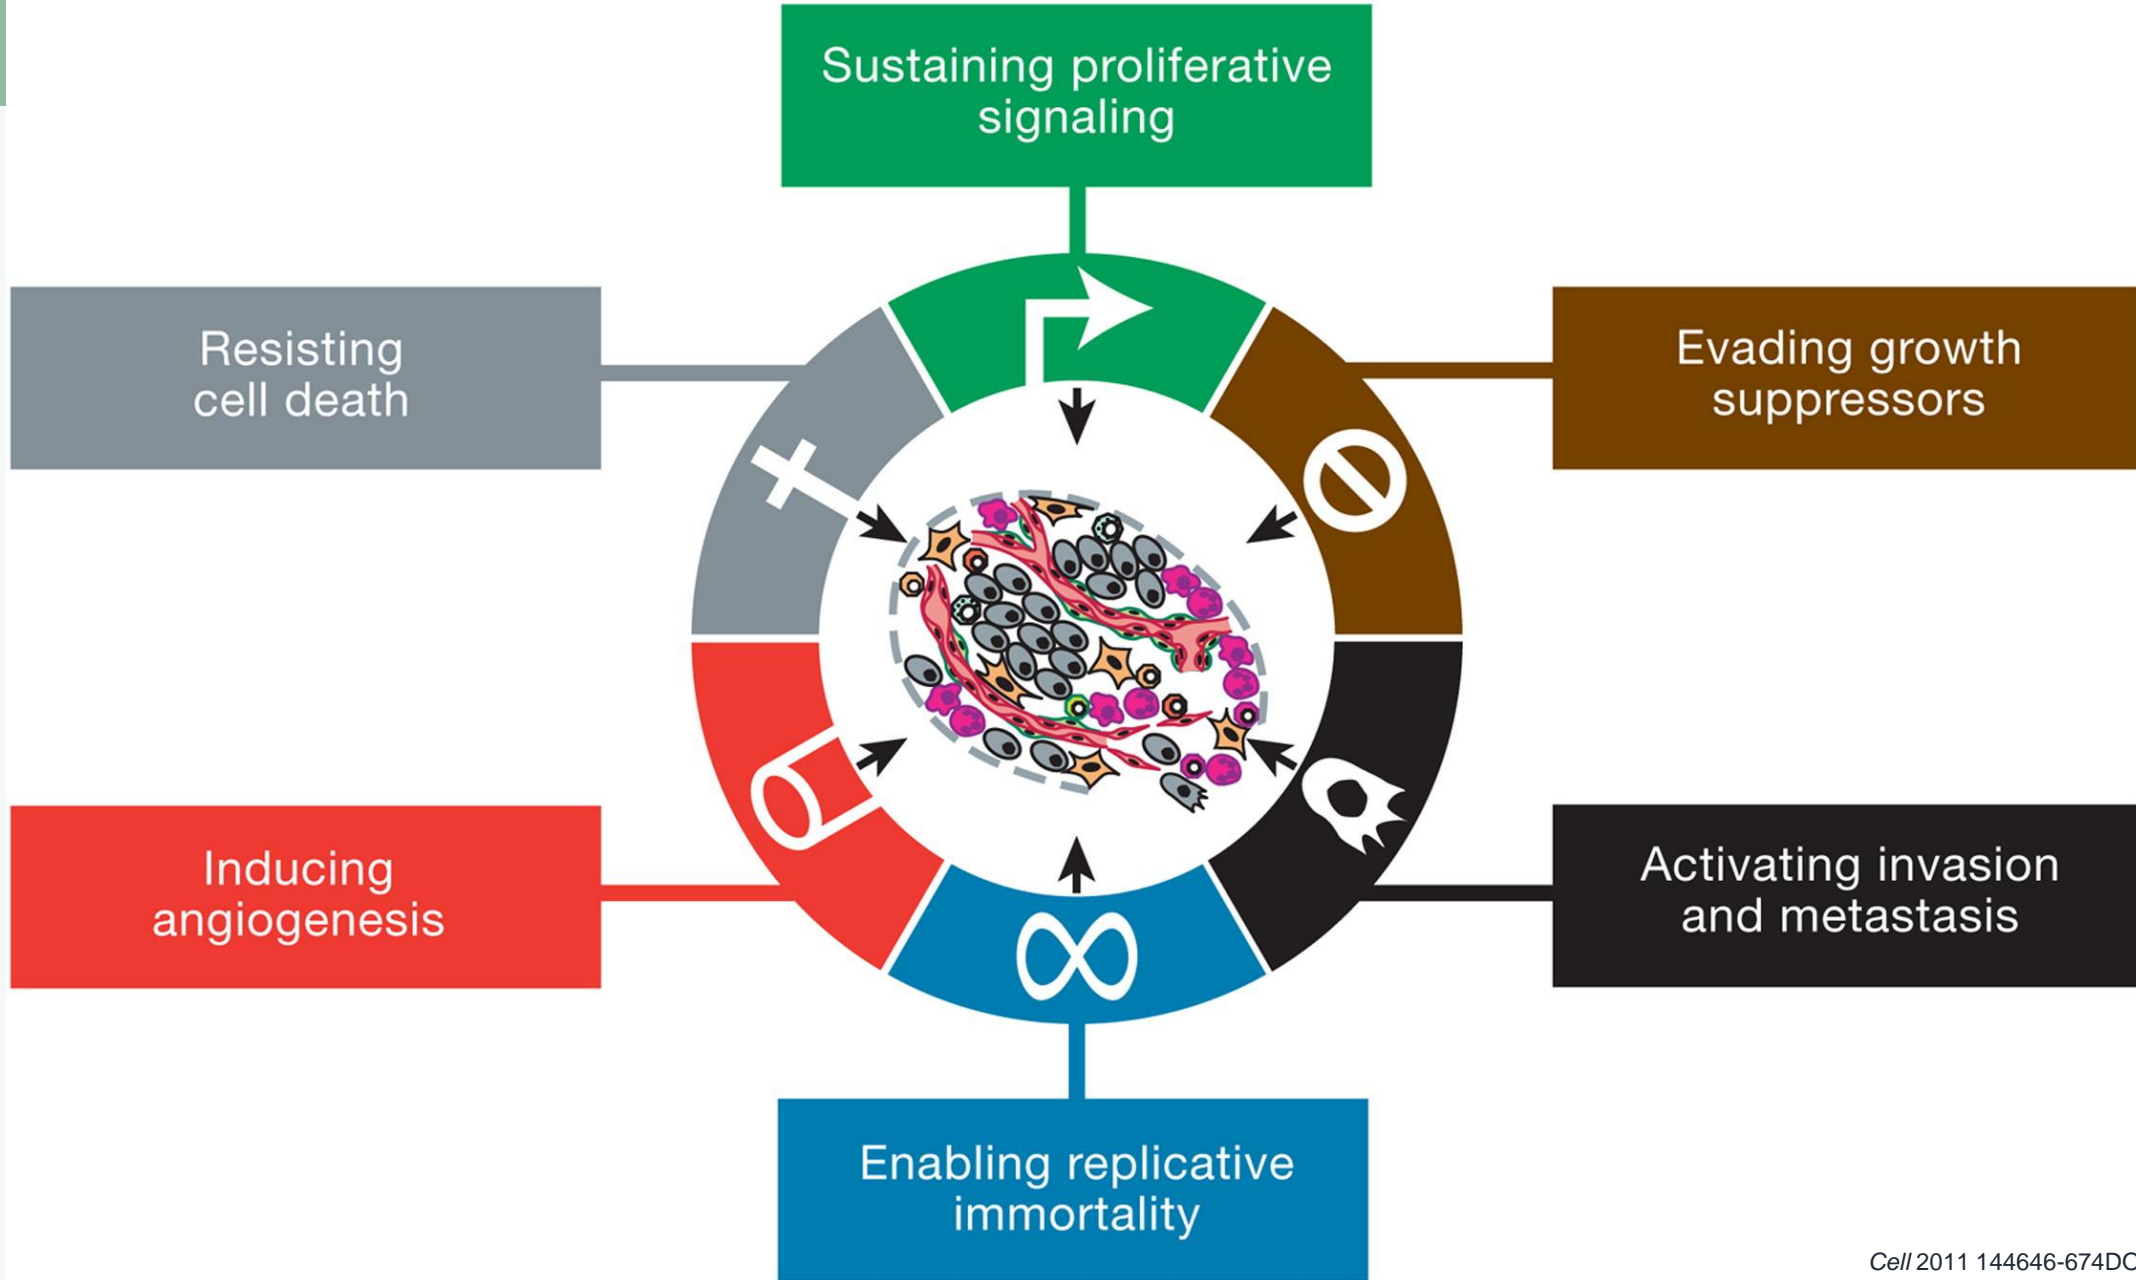 Sustaining proliferative
signaling
Resisting
cell death
Evading growth
suppressors
Inducing
angiogenesis
Activating invasion
and metastasis
Enabling replicative
immortality
Cell 2011 144646-674DO